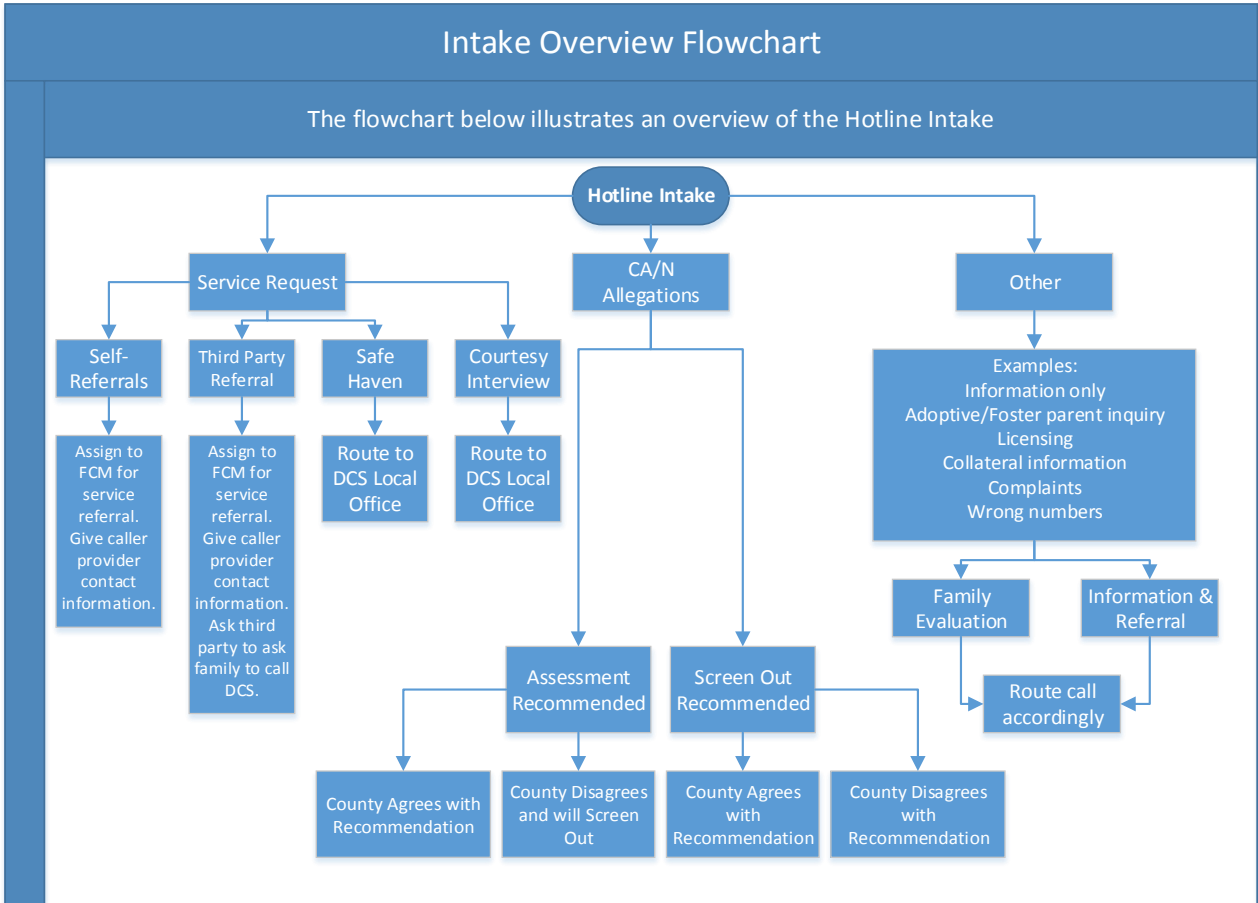 Intake Overview Flowchart
The flowchart below illustrates an overview of the Hotline Intake
Hotline Intake
Service Request
CA/N
Allegations
Other
Self-
Referrals
Third Party
Referral
Safe
Haven
Courtesy
Interview
Examples:
Information only
Adoptive/Foster parent inquiry
Licensing
Collateral information
Complaints
Wrong numbers
Assign to
FCM for
service
referral.
Give caller
provider
contact
information.
Assign to
FCM for
service
referral.
Give caller
provider
contact
information.
Ask third
party to ask
family to call
DCS.
Route to
DCS Local
Office
Route to
DCS Local
Office
Family
Evaluation
Information &
Referral
Assessment
Recommended
Screen Out
Recommended
Route call
accordingly
County Agrees with
Recommendation
County Disagrees
and will Screen
Out
County Agrees
with
Recommendation
County Disagrees
with
Recommendation